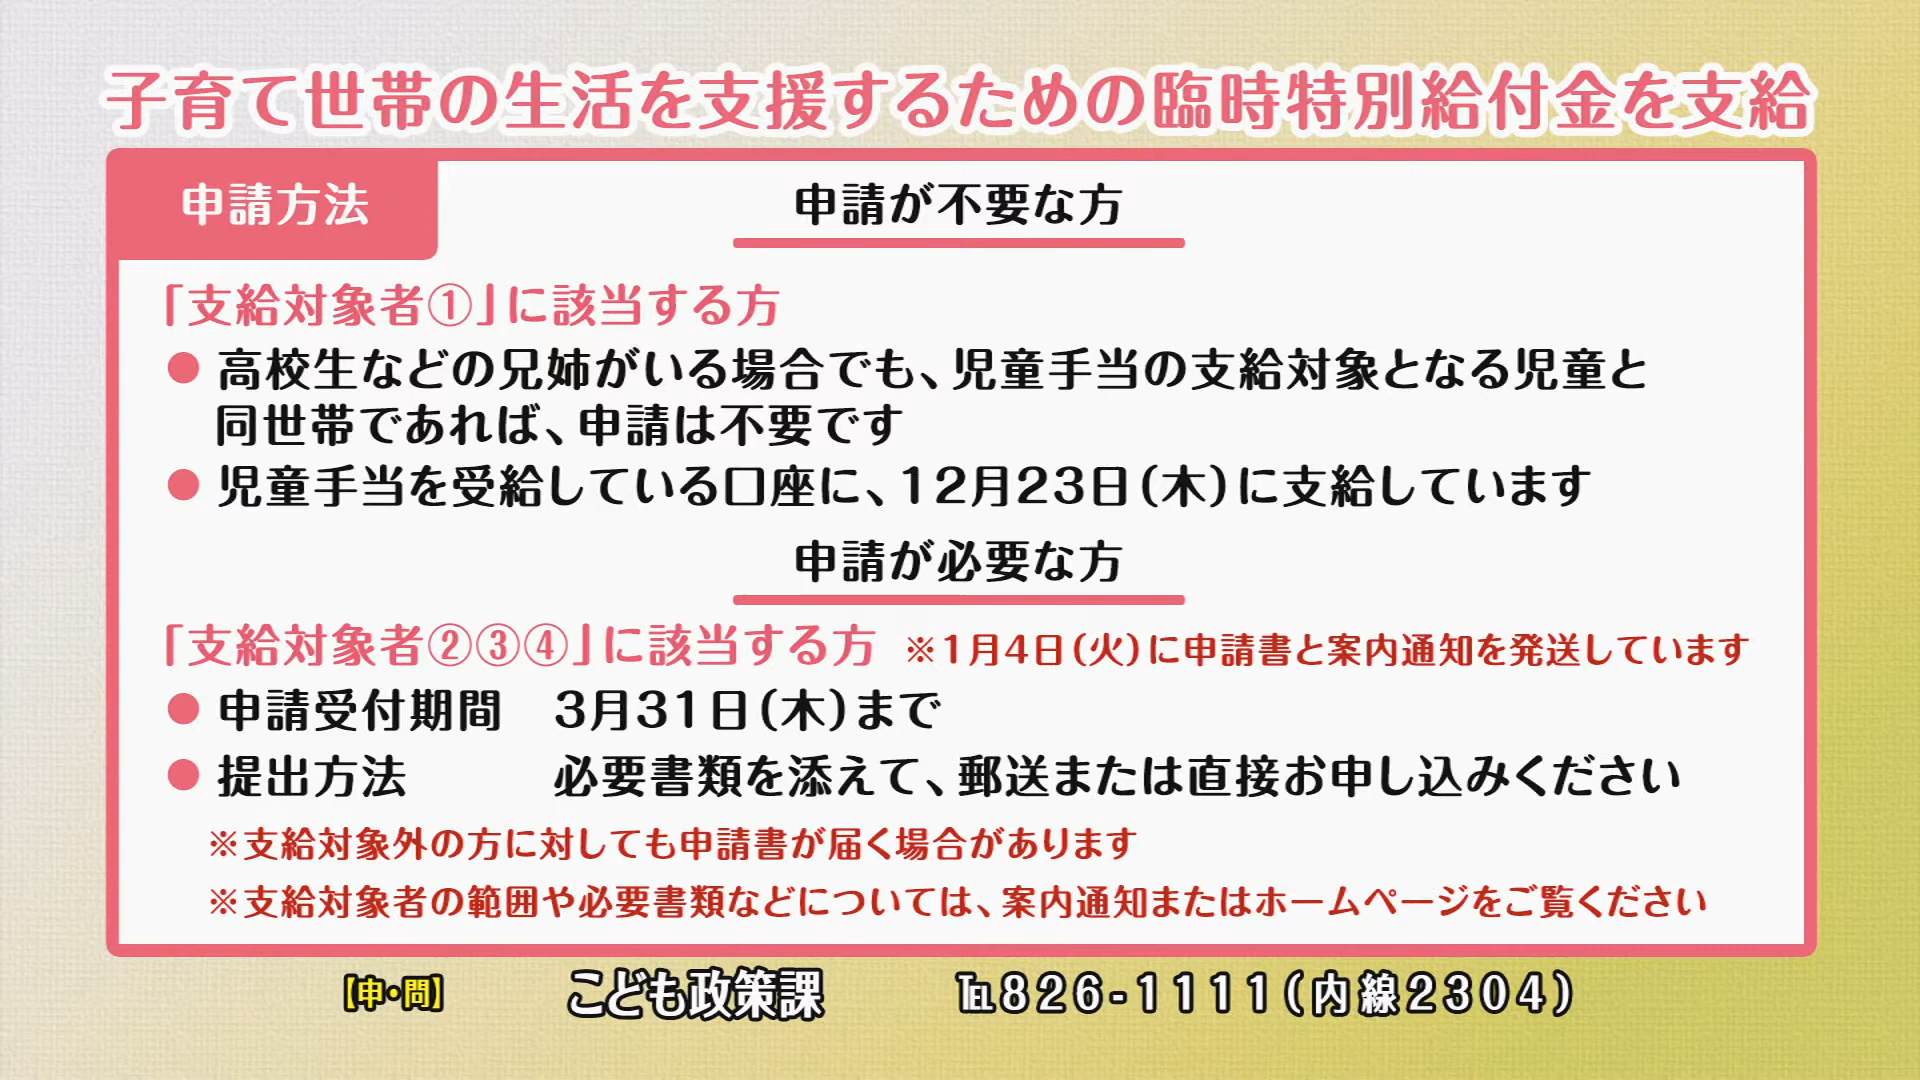 子育て世帯の生活を支援するための臨時特別給付金を支給
申請方法
申請が不要な方
「支給対象者①」に該当する方
● 高校生などの兄姉がいる場合でも、児童手当の支給対象となる児童と
同世帯であれば、申請は不要です
● 児童手当を受給している口座に、12月23日(木)に支給しています
申請が必要な方
「支給対象者②③④」に該当する方 ※1月4日(火)に申請書と案内通知を発送しています
● 申請受付期間 3月31日(木)まで
● 提出方法 必要書類を添えて、郵送または直接お申し込みください
※支給対象外の方に対しても申請書が届く場合があります
※支給対象者の範囲や必要書類などについては、案内通知またはホームページをご覧ください
【申・問】 こども政策課 ℡826-1111(内線2304)